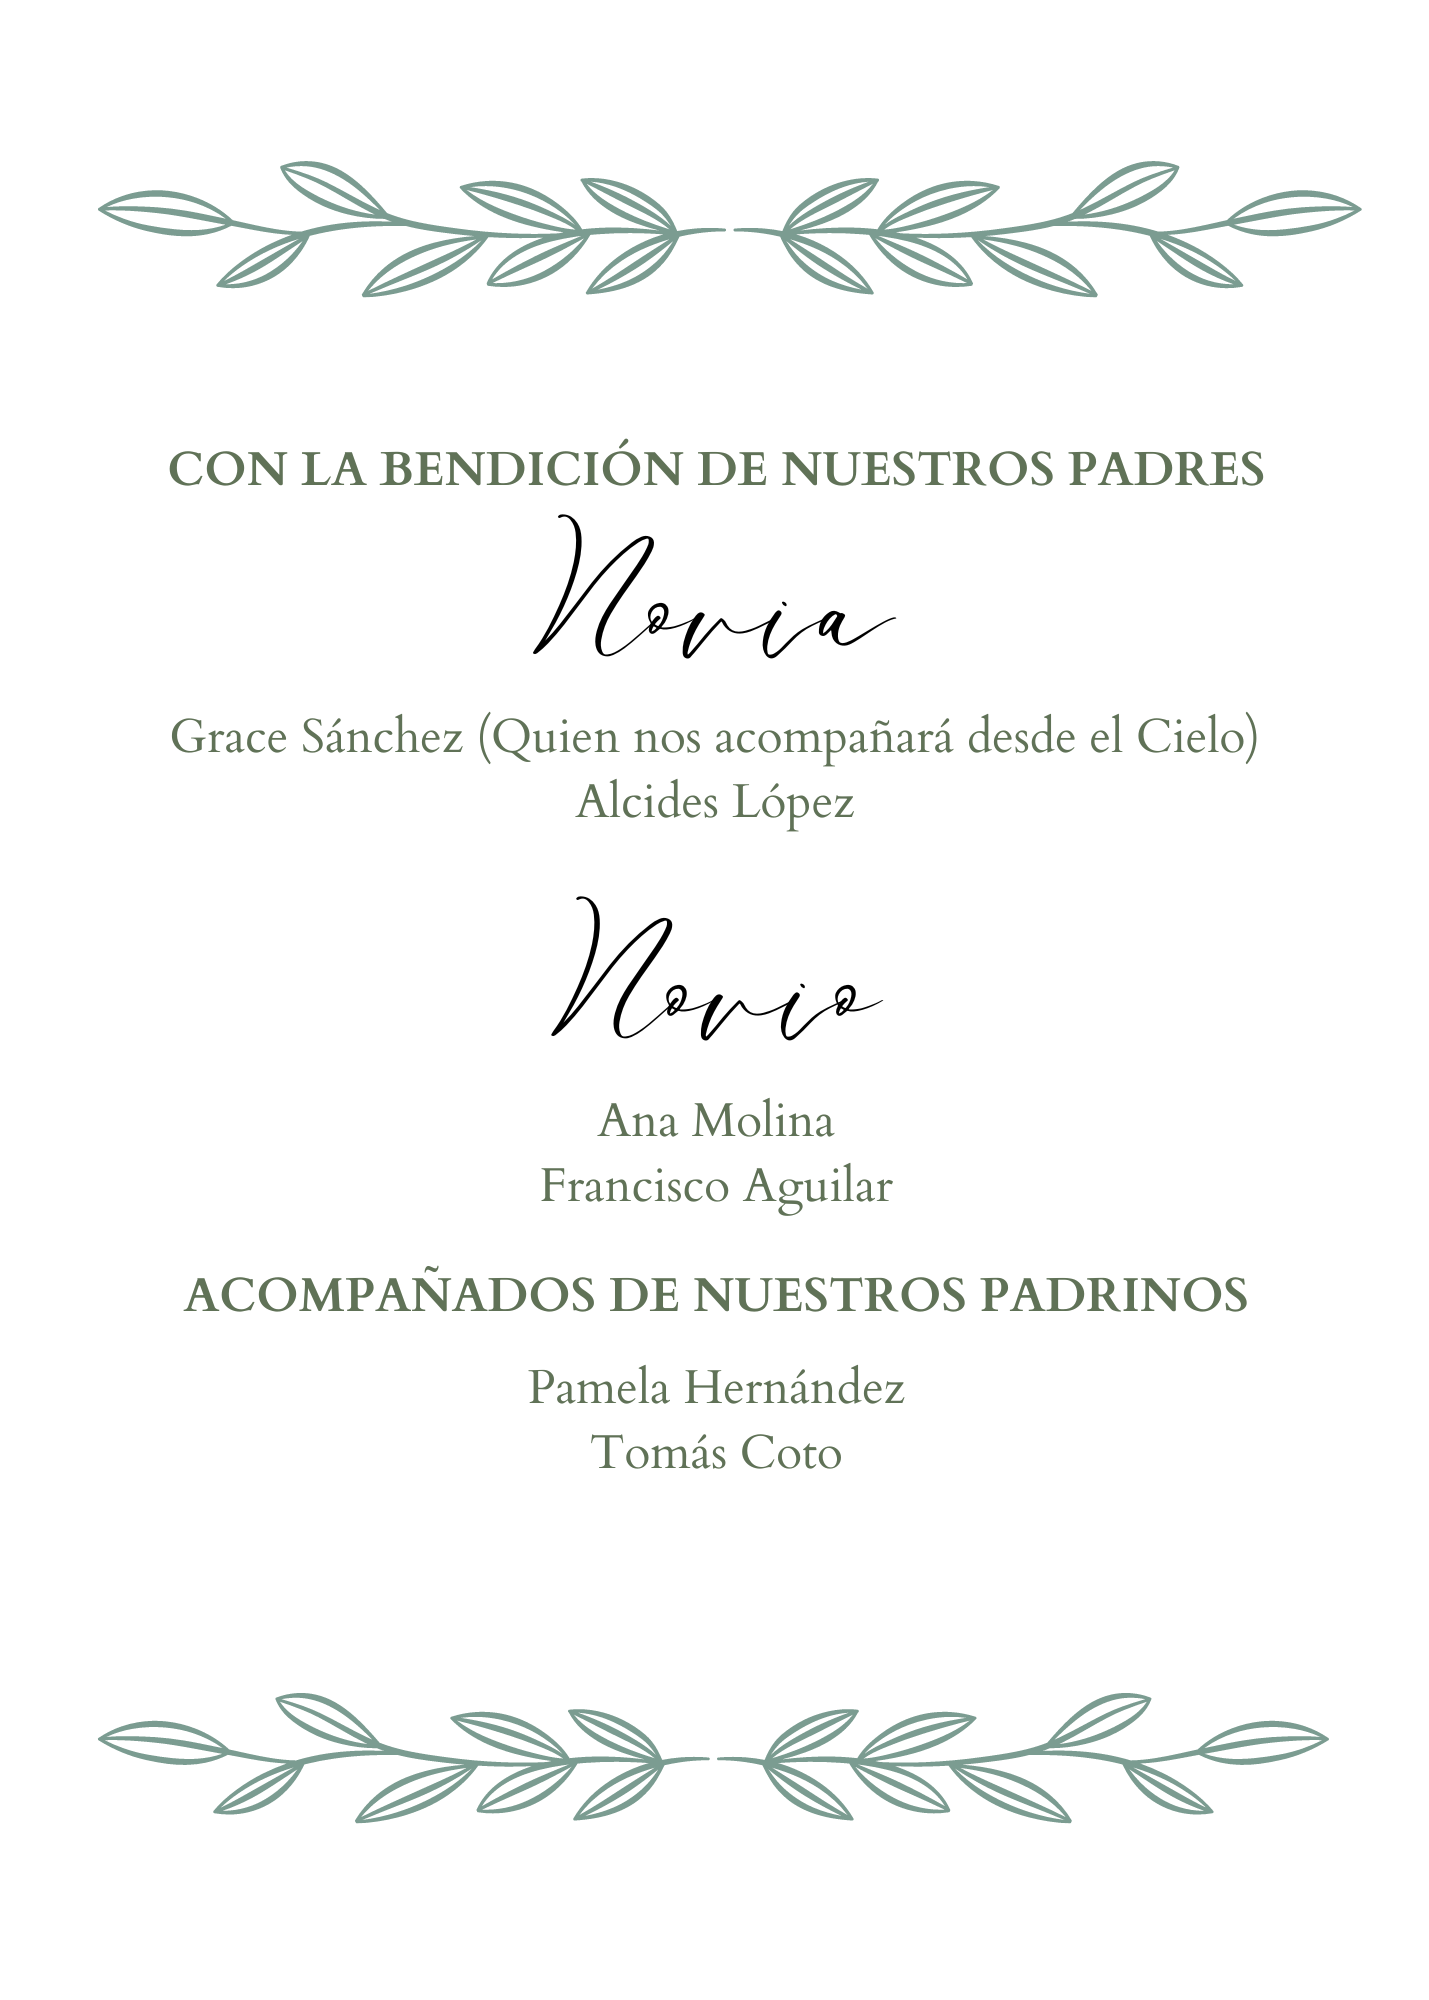 CON LA BENDICIÓN DE NUESTROS PADRES
Novia
Grace Sánchez (Quien nos acompañará desde el Cielo)
Alcides López
Novio
Ana Molina
Francisco Aguilar
ACOMPAÑADOS DE NUESTROS PADRINOS
Pamela Hernández
Tomás Coto